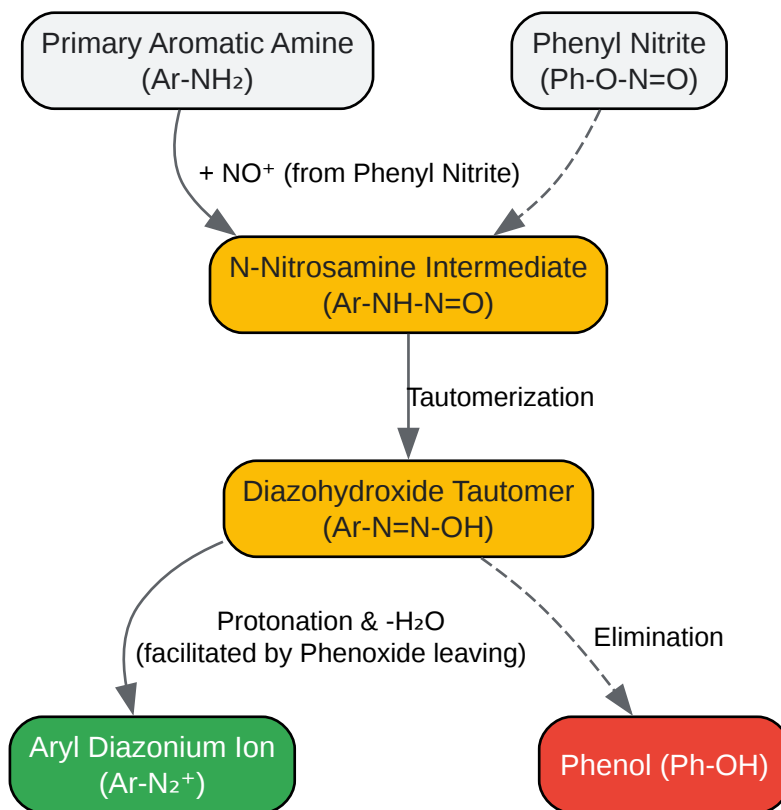 Primary Aromatic Amine
(Ar-NH₂)
Phenyl Nitrite
(Ph-O-N=O)
+ NO⁺ (from Phenyl Nitrite)
N-Nitrosamine Intermediate
(Ar-NH-N=O)
Tautomerization
Diazohydroxide Tautomer
(Ar-N=N-OH)
Protonation & -H₂O
(facilitated by Phenoxide leaving)
Elimination
Aryl Diazonium Ion
(Ar-N₂⁺)
Phenol (Ph-OH)